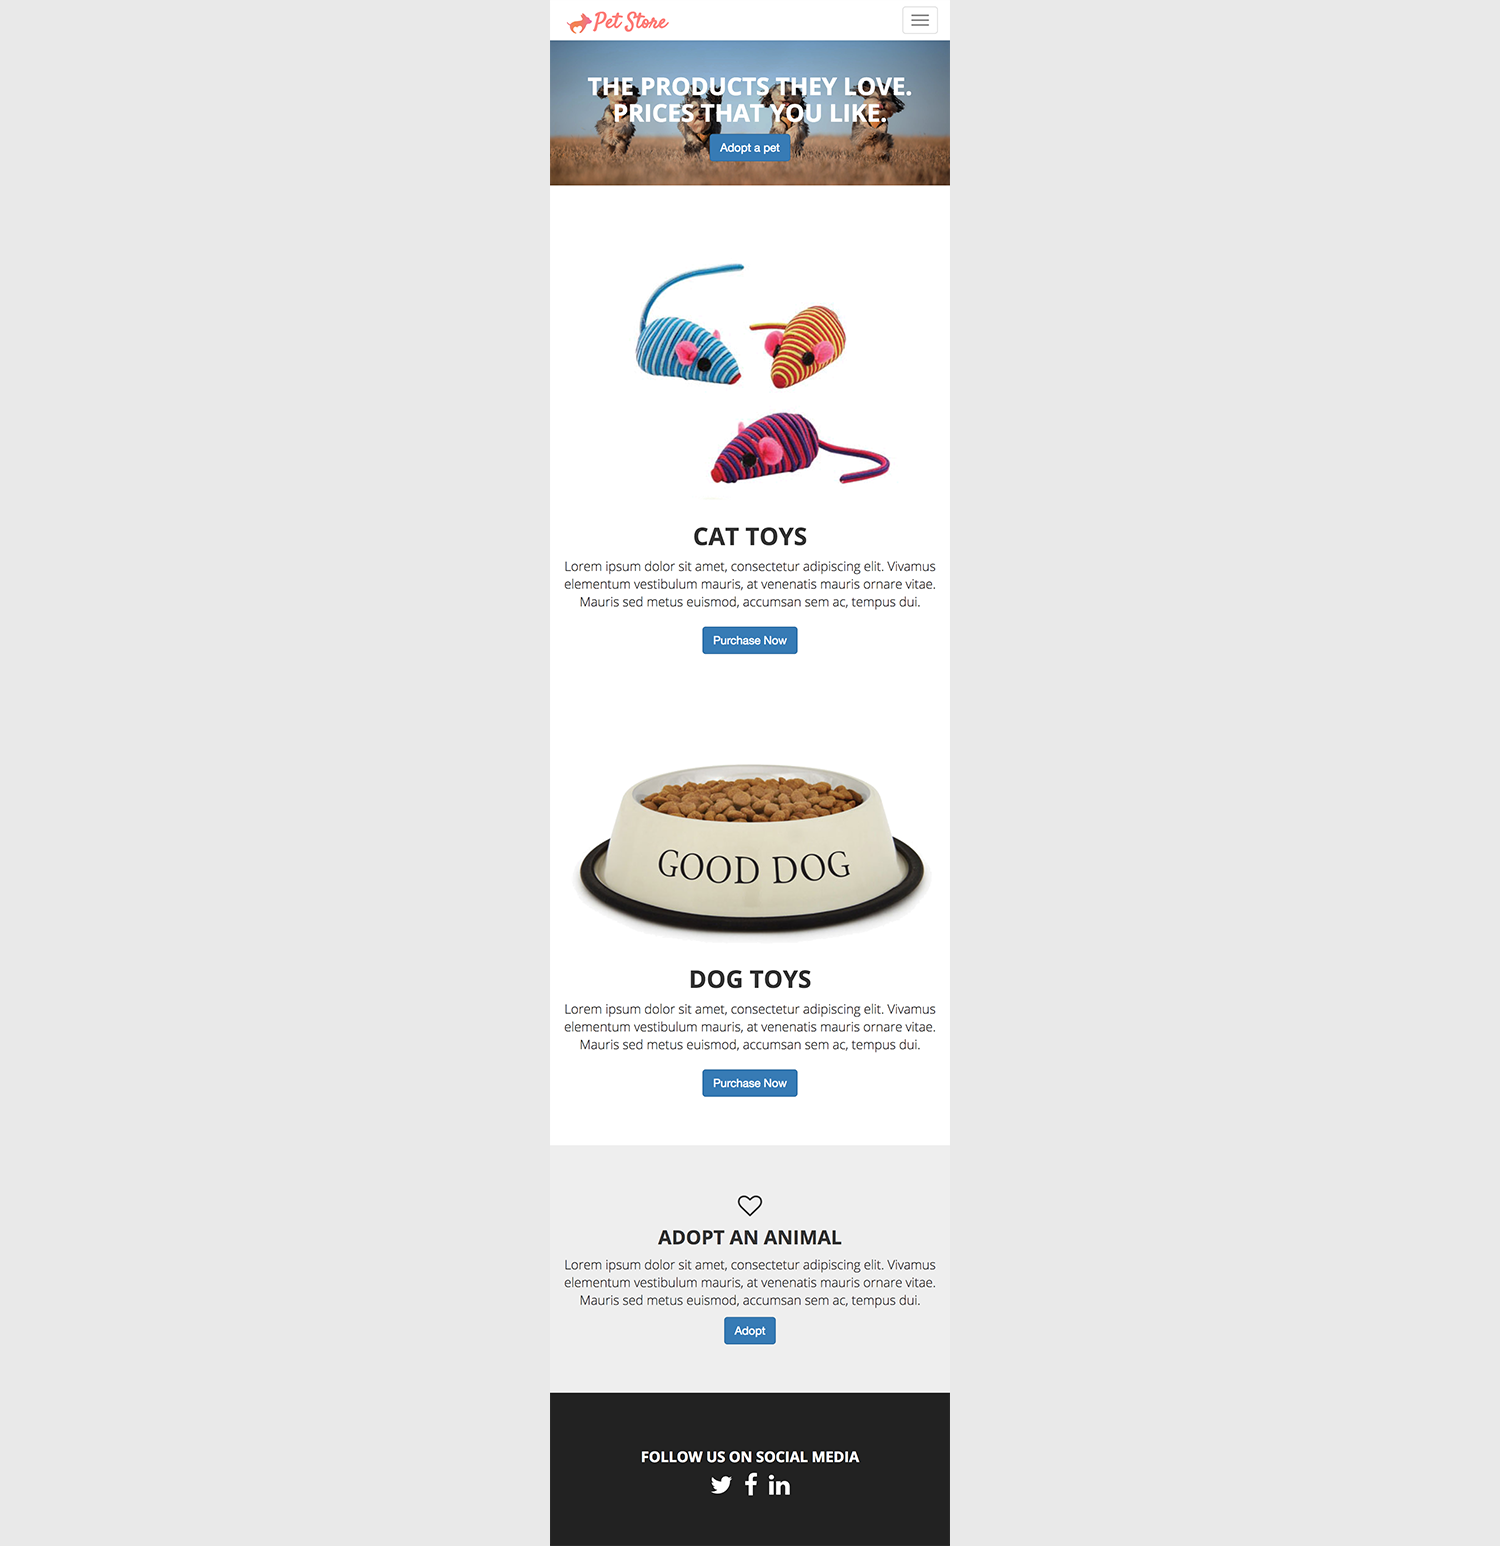 Pet Store
THE PRODUCTS THEY LOVE.
PRICES THAT YOU LIKE.
Adopt a pet
CAT TOYS
Lorem ipsum dolor sit amet, consectetur adipiscing elit. Vivamus
elementum vestibulum mauris, at venenatis mauris ornare vitae.
Mauris sed metus euismod, accumsan sem ac, tempus dui.
Purchase Now
GOOD DOG
DOG TOYS
Lorem ipsum dolor sit amet, consectetur adipiscing elit. Vivamus
elementum vestibulum mauris, at venenatis mauris ornare vitae.
Mauris sed metus euismod, accumsan sem ac, tempus dui.
Purchase Now
ADOPT AN ANIMAL
Lorem ipsum dolor sit amet, consectetur adipiscing elit. Vivamus
elementum vestibulum mauris, at venenatis mauris ornare vitae.
Mauris sed metus euismod, accumsan sem ac, tempus dui.
Adopt
FOLLOW US ON SOCIAL MEDIA